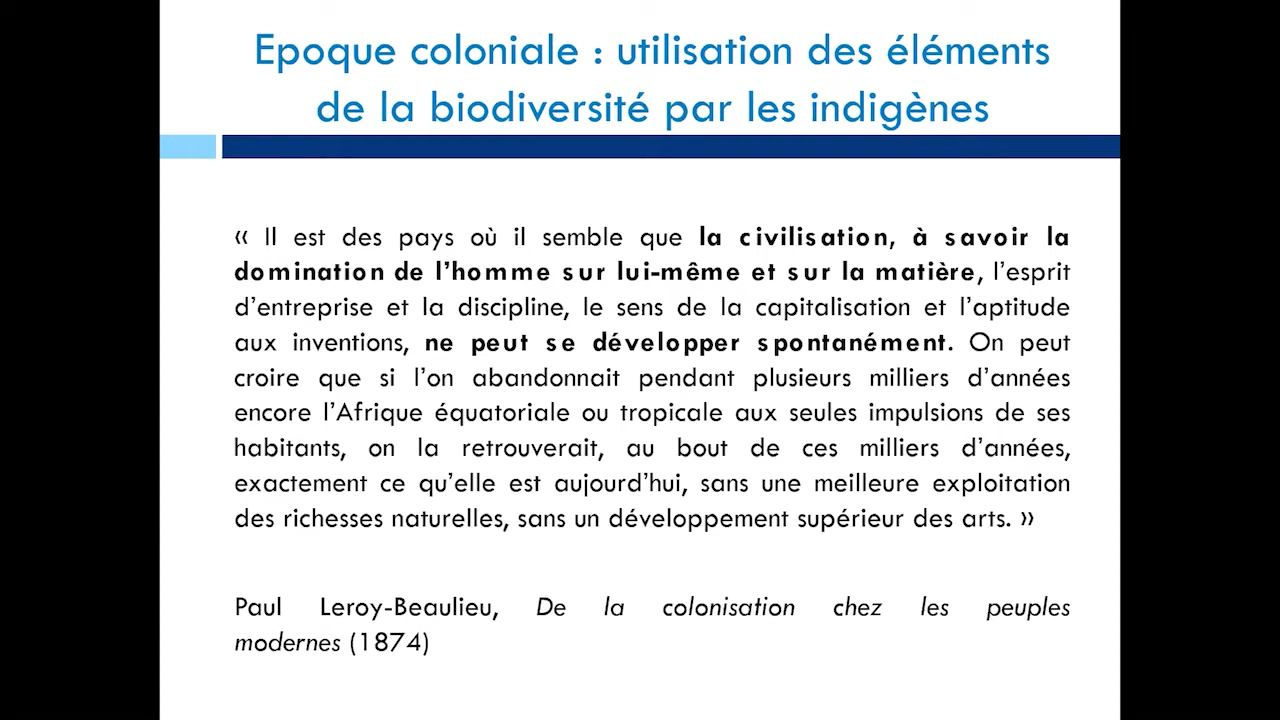 Epoque coloniale : utilisation des éléments
de la biodiversité par les indigènes
« Il est des pays où il semble que la civilisation, à savoir la
domination de l’homme sur lui-même et sur la matière, l’esprit
d’entreprise et la discipline, le sens de la capitalisation et l’aptitude
aux inventions, ne peut se développer spontanément. On peut
croire que si l’on abandonnait pendant plusieurs milliers d’années
encore l’Afrique équatoriale ou tropicale aux seules impulsions de ses
habitants, on la retrouverait, au bout de ces milliers d’années,
exactement ce qu’elle est aujourd’hui, sans une meilleure exploitation
des richesses naturelles, sans un développement supérieur des arts. »
Paul Leroy-Beaulieu, De la colonisation chez les peuples
modernes (1874)